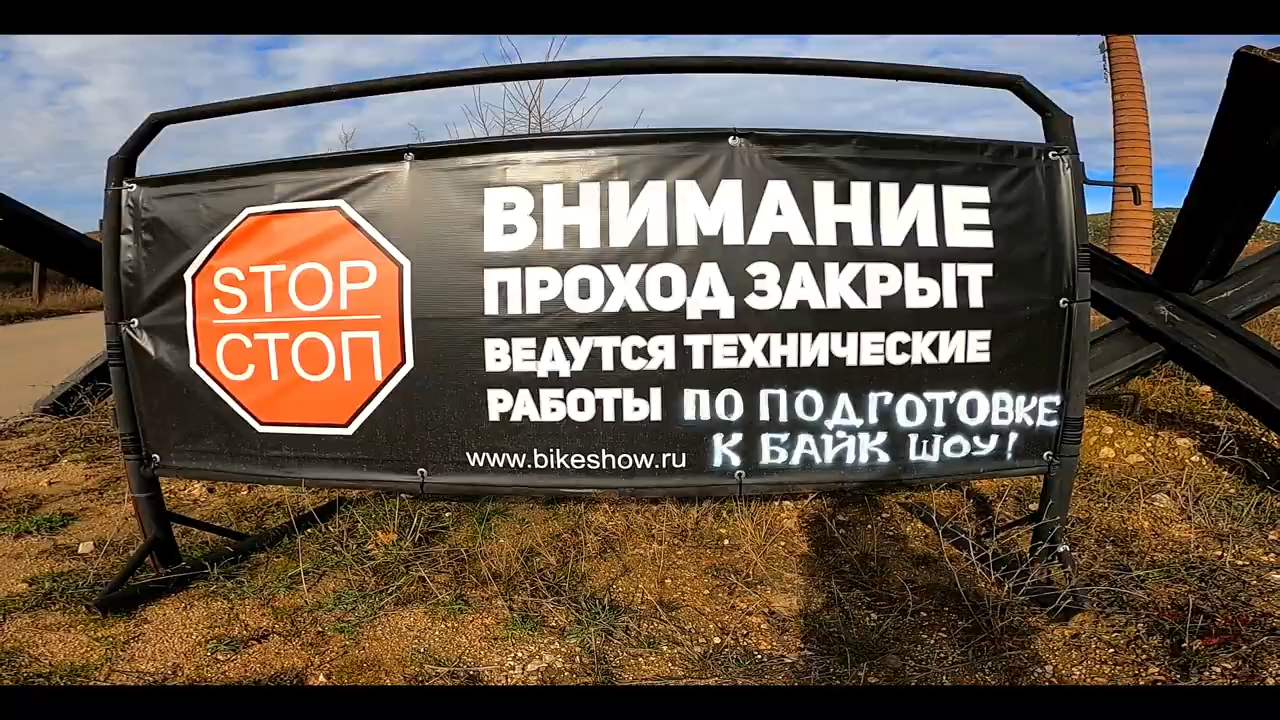 STOP
СТОП
ВНИМАНИЕ
ПРОХОД ЗАКРЫТ
ВЕДУТСЯ ТЕХНИЧЕСКИЕ
РАБОТЫ ПО ПОДГОТОВКЕ
К БАЙК ШОУ!
www.bikeshow.ru